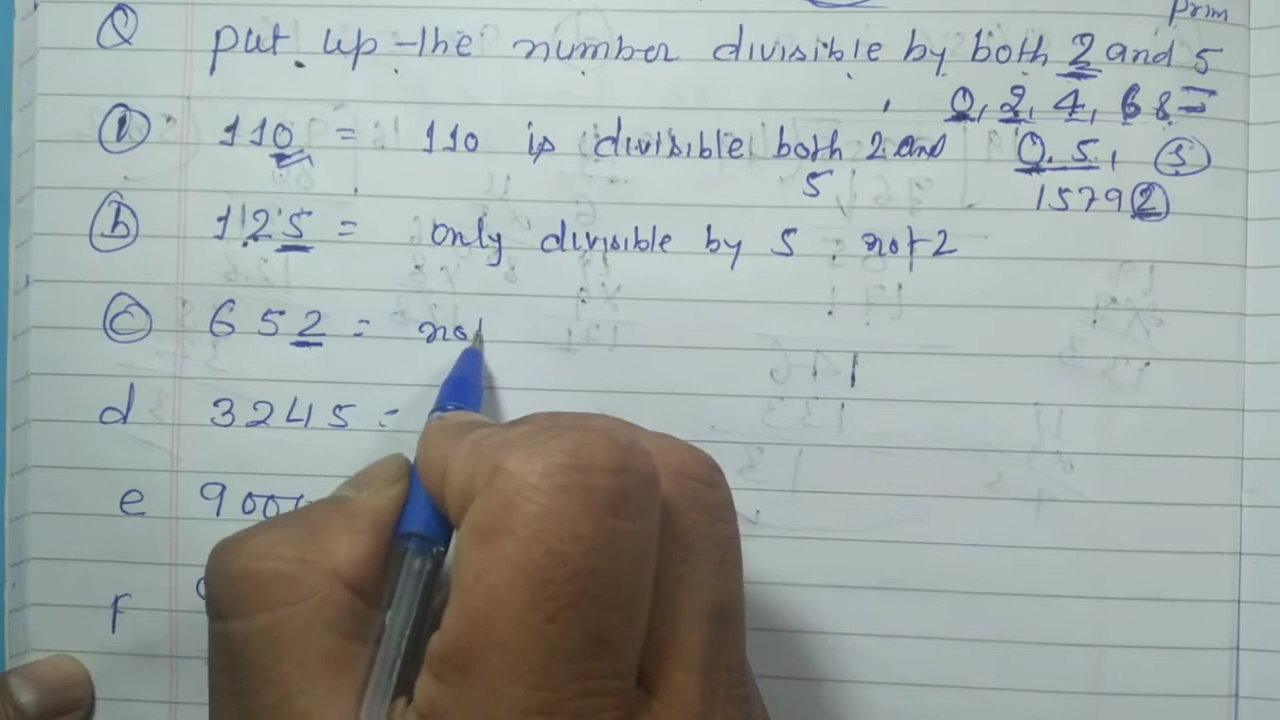 Prim
Q put up the number divisible by both 2 and 5
0, 2, 4, 6 8
a 110 = 110 is divisible both 2 and 5
0, 5, 3
1579 2
b 125 = only divisible by 5 not 2
c 652 = not
d 3245 =
e 900
f